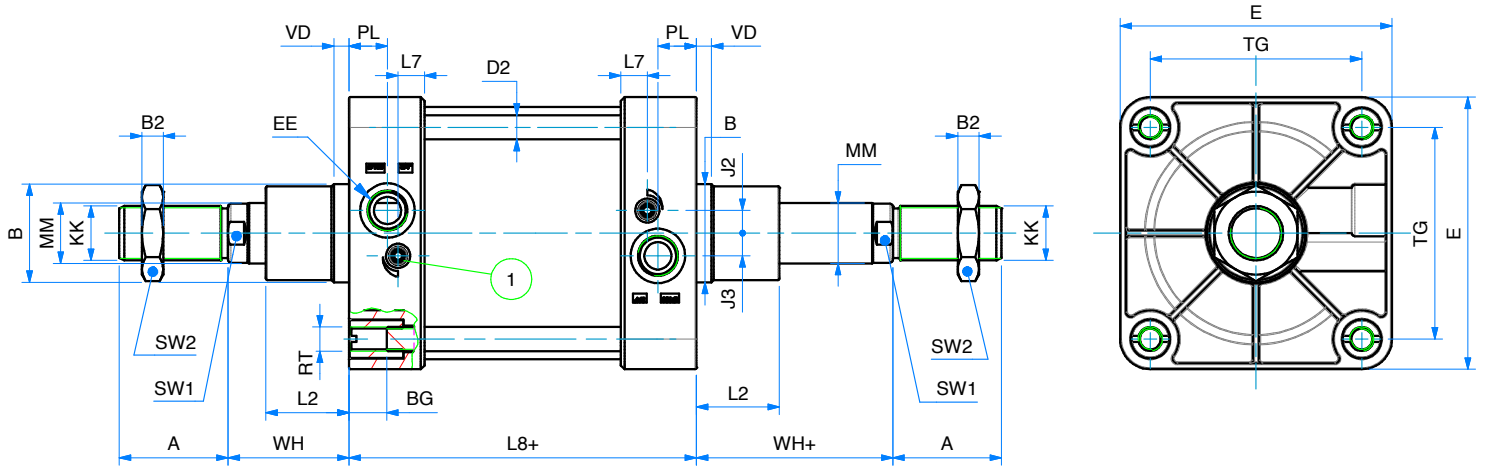 E
VD PL PL VD
TG
L7 L7
D2
B2 EE B B2
J2 MM
B MM KK KK TG E
J3
1
RT
SW2 SW2
SW1 L2 BG L2 SW1
A WH L8+ WH+ A